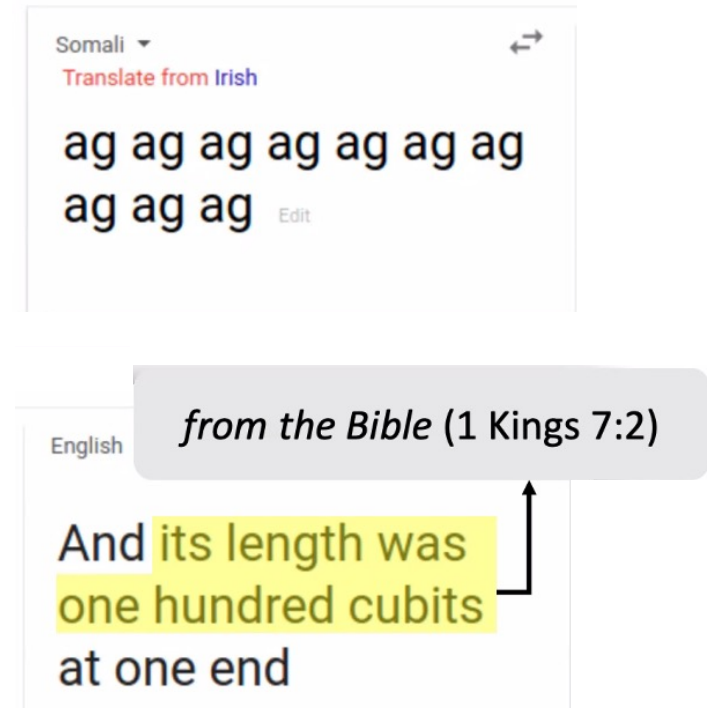 Somali
Translate from Irish
ag ag ag ag ag ag ag
ag ag ag Edit
from the Bible (1 Kings 7:2)
English
And its length was
one hundred cubits
at one end